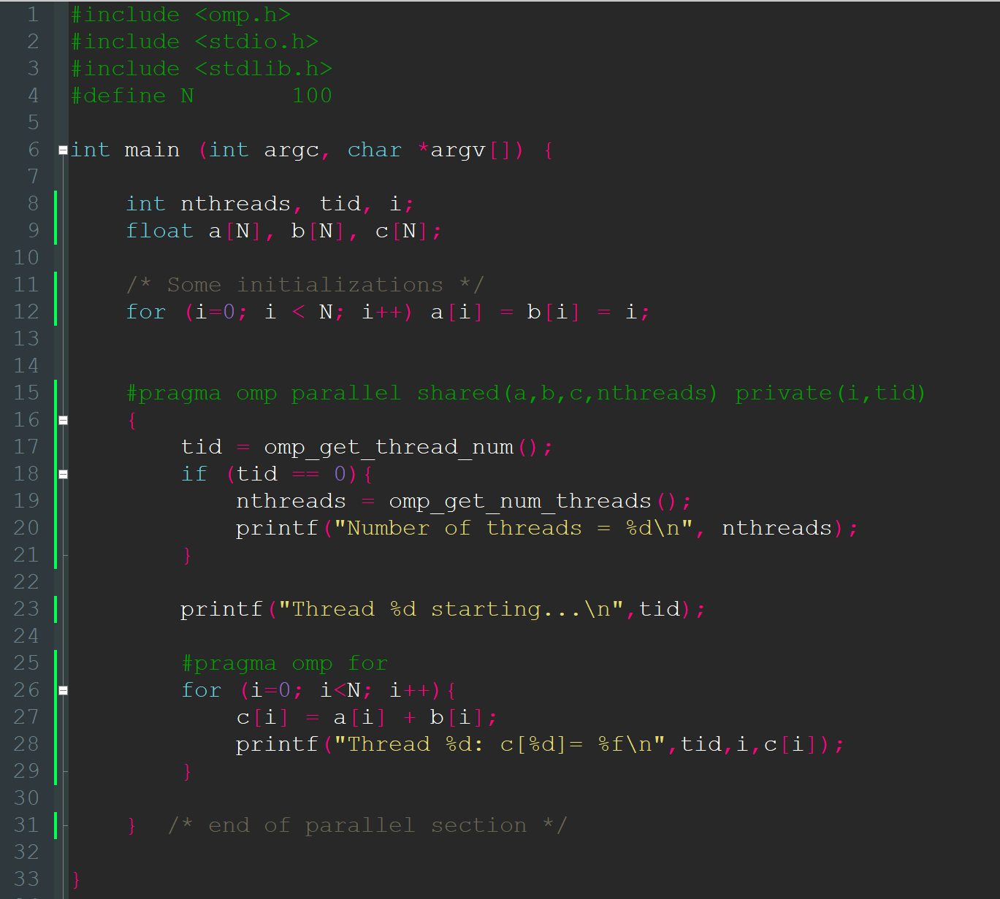 1 #include <omp.h>
2 #include <stdio.h>
3 #include <stdlib.h>
4 #define N       100
5
6 int main (int argc, char *argv[]) {
7
8     int nthreads, tid, i;
9     float a[N], b[N], c[N];
10
11     /* Some initializations */
12     for (i=0; i < N; i++) a[i] = b[i] = i;
13
14
15     #pragma omp parallel shared(a,b,c,nthreads) private(i,tid)
16     {
17         tid = omp_get_thread_num();
18         if (tid == 0){
19             nthreads = omp_get_num_threads();
20             printf("Number of threads = %d\n", nthreads);
21         }
22
23         printf("Thread %d starting...\n",tid);
24
25         #pragma omp for
26         for (i=0; i<N; i++){
27             c[i] = a[i] + b[i];
28             printf("Thread %d: c[%d]= %f\n",tid,i,c[i]);
29         }
30
31     }  /* end of parallel section */
32
33 }